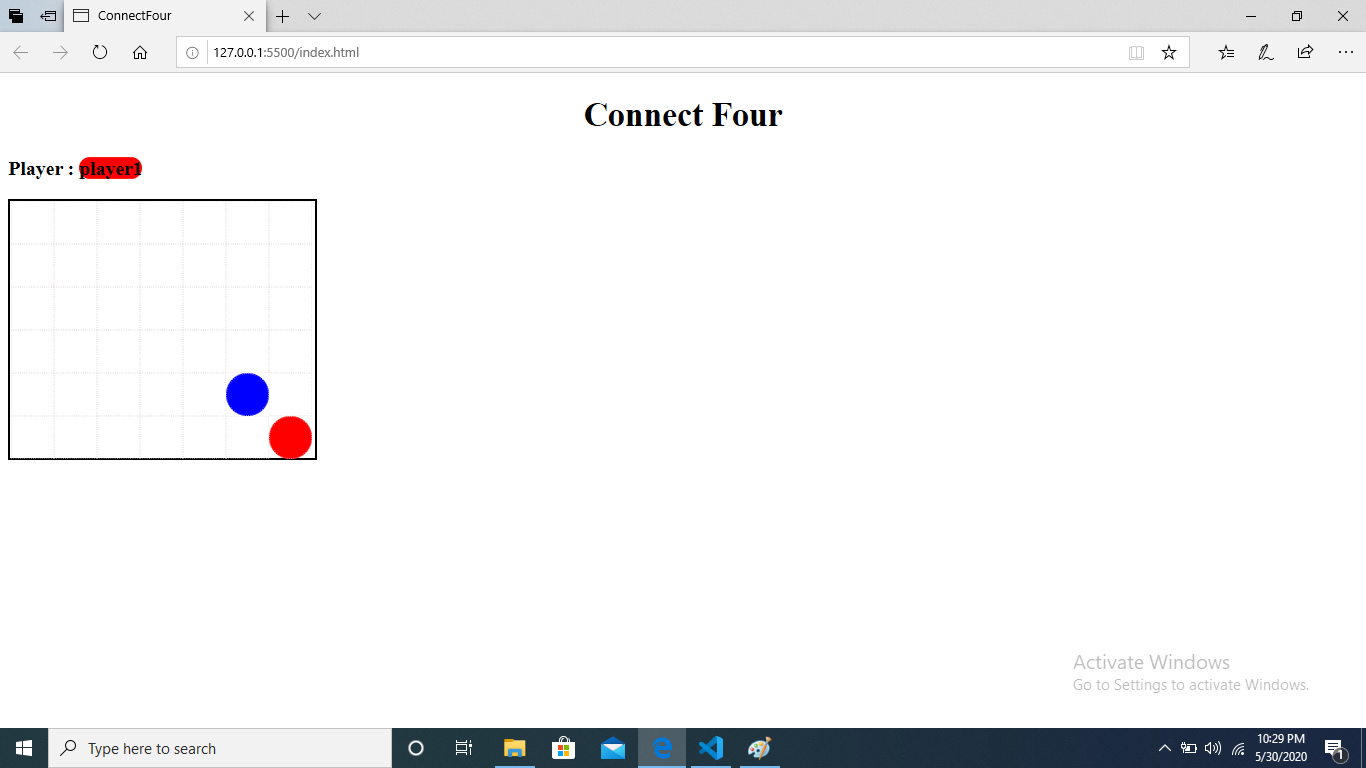 ConnectFour
127.0.0.1:5500/index.html
Connect Four
Player : player1
Activate Windows
Go to Settings to activate Windows.
Type here to search
10:29 PM
5/30/2020
1